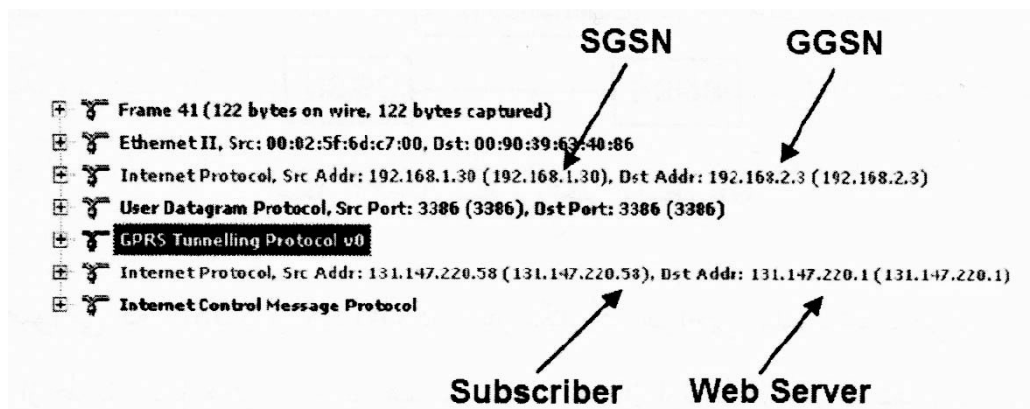 SGSN GGSN
Frame 41 (122 bytes on wire, 122 bytes captured)
Ethernet II, Src: 00:02:5f:6d:c7:00, Dst: 00:90:39:63:40:86
Internet Protocol, Src Addr: 192.168.1.30 (192.168.1.30), Dst Addr: 192.168.2.3 (192.168.2.3)
User Datagram Protocol, Src Port: 3386 (3386), Dst Port: 3386 (3386)
GPRS Tunnelling Protocol v0
Internet Protocol, Src Addr: 131.147.220.58 (131.147.220.58), Dst Addr: 131.147.220.1 (131.147.220.1)
Internet Control Message Protocol
Subscriber Web Server